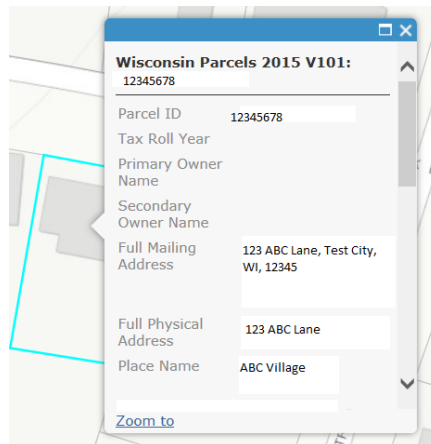 Wisconsin Parcels 2015 V101:
12345678
Parcel ID 12345678
Tax Roll Year
Primary Owner
Name
Secondary
Owner Name
Full Mailing 123 ABC Lane, Test City,
Address WI, 12345
Full Physical 123 ABC Lane
Address
Place Name ABC Village
Zoom to